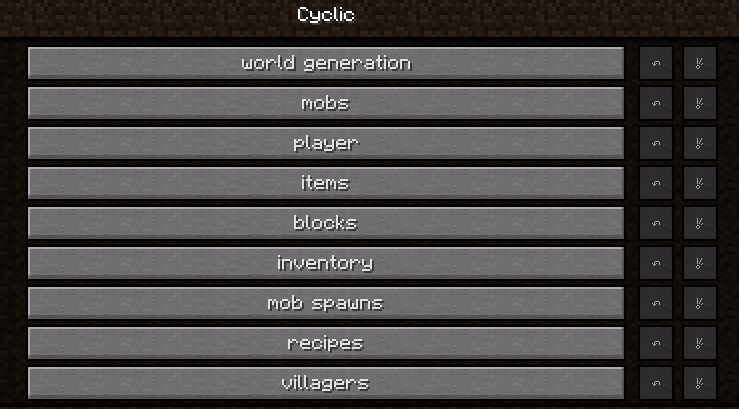 Cyclic
world generation
mobs
player
items
blocks
inventory
mob spawns
recipes
villagers